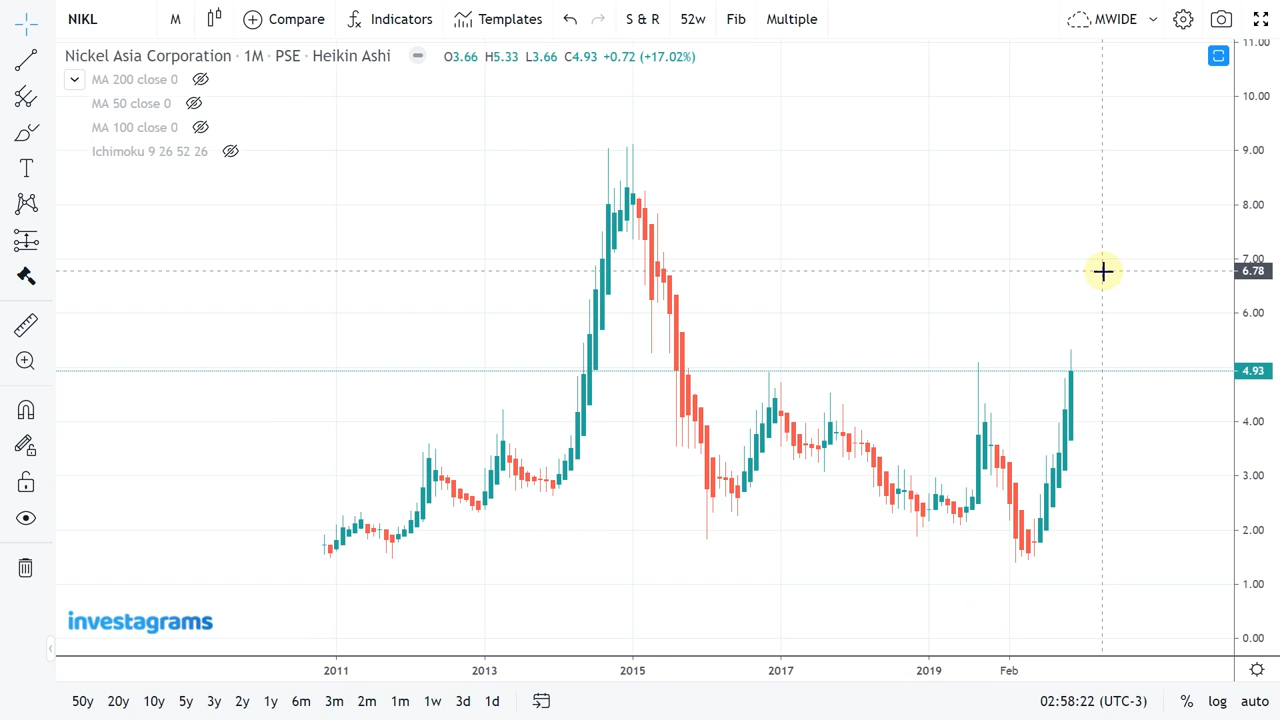 NIKL M Compare Indicators Templates S & R 52w Fib Multiple MWIDE
Nickel Asia Corporation · 1M · PSE · Heikin Ashi O3.66 H5.33 L3.66 C4.93 +0.72 (+17.02%)
MA 200 close 0
MA 50 close 0
MA 100 close 0
Ichimoku 9 26 52 26
11.00
10.00
9.00
8.00
7.00
6.78
6.00
4.93
4.00
3.00
2.00
1.00
0.00
investagrams
2011 2013 2015 2017 2019 Feb
50y 20y 10y 5y 3y 2y 1y 6m 3m 2m 1m 1w 3d 1d 02:58:22 (UTC-3) % log auto